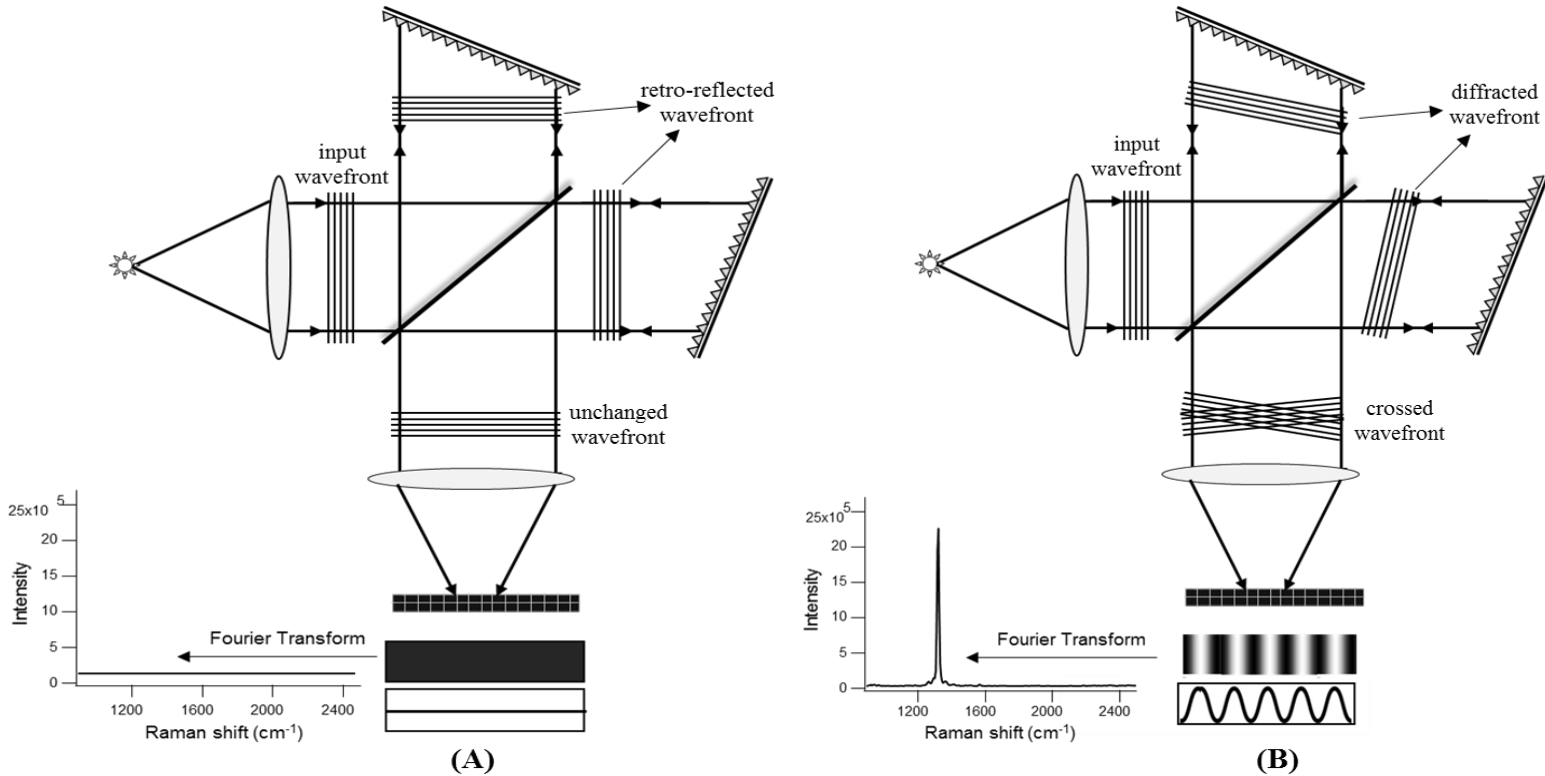 retro-reflected
wavefront
input
wavefront
unchanged
wavefront
25x10 5
20
15
10
5
0
Intensity
Fourier Transform
1200 1600 2000 2400
Raman shift (cm-1)
(A)
diffracted
wavefront
input
wavefront
crossed
wavefront
25x10 5
20
15
10
5
0
Intensity
Fourier Transform
1200 1600 2000 2400
Raman shift (cm-1)
(B)